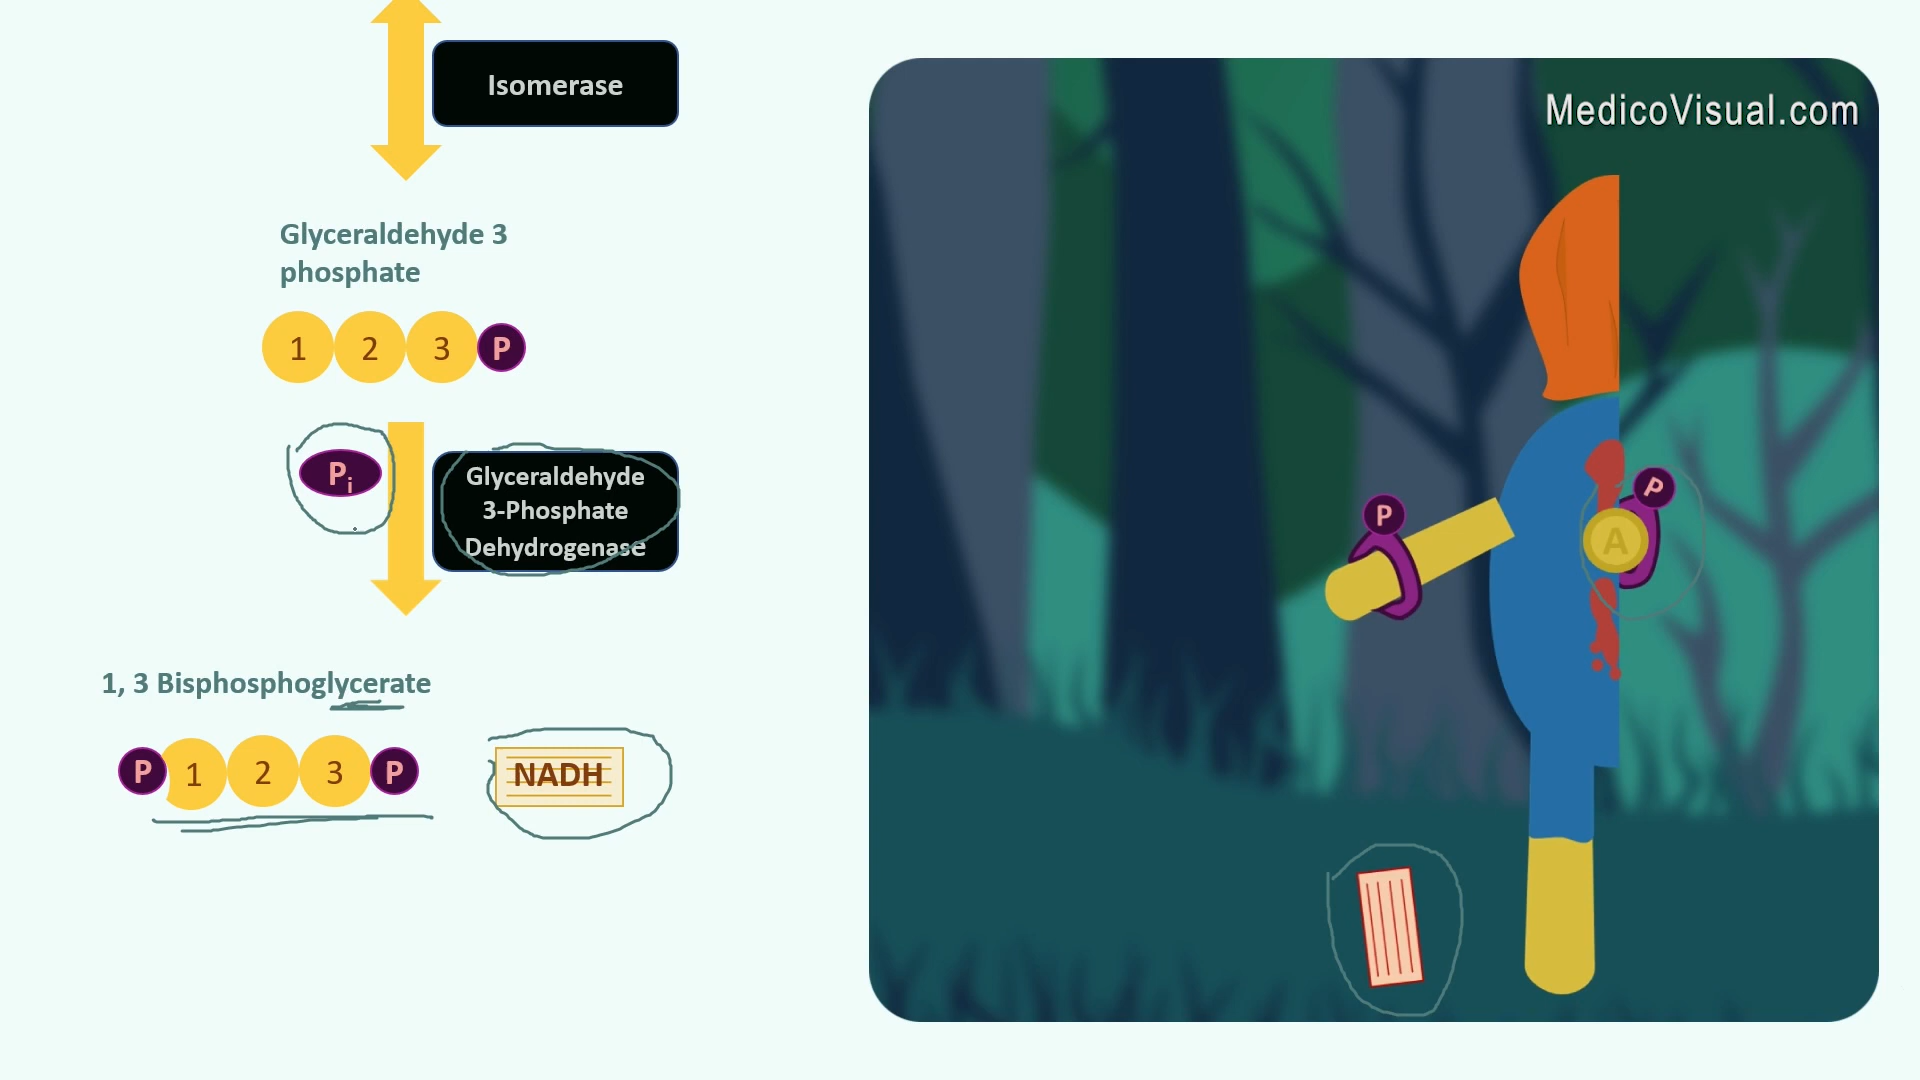 Isomerase
Glyceraldehyde 3
phosphate
1 2 3 P
Pi
Glyceraldehyde
3-Phosphate
Dehydrogenase
1, 3 Bisphosphoglycerate
P 1 2 3 P
NADH
MedicoVisual.com
P
P
A